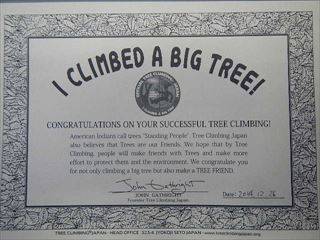 I CLIMBED A BIG TREE!
CONGRATULATIONS ON YOUR SUCCESSFUL TREE CLIMBING!
American Indians call trees "Standing People". Tree Climbing Japan
also believes that Trees are our Friends. We hope that by Tree
Climbing, people will make friends with Trees and make more
effort to protect them and the environment. We congratulate you
for not only climbing a big tree but also make a TREE FRIEND.
John Gathright
JOHN GATHRIGHT
Founder Tree Climbing Japan
Date:
TREE CLIMBING JAPAN - HEAD OFFICE